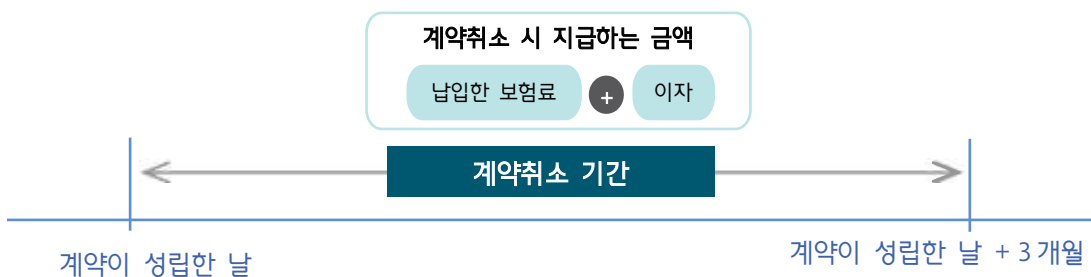 계약취소 시 지급하는 금액
납입한 보험료 + 이자
계약취소 기간
계약이 성립한 날
계약이 성립한 날 + 3개월